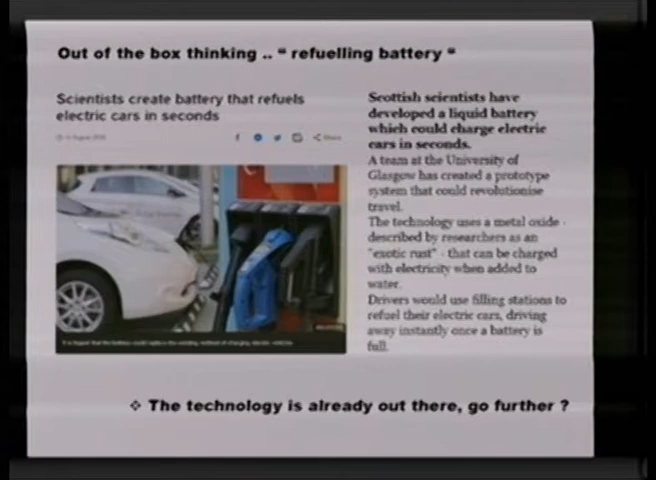 Out of the box thinking .. " refuelling battery "
Scientists create battery that refuels
electric cars in seconds
August
Share
Scottish scientists have
developed a liquid battery
which could charge electric
cars in seconds.
A team at the University of
Glasgow has created a prototype
system that could revolutionise
travel.
The technology uses a metal oxide -
described by researchers as an
"exotic rust" - that can be charged
with electricity when added to
water.
Drivers would use filling stations to
refuel their electric cars, driving
away instantly once a battery is
full.
❖ The technology is already out there, go further ?